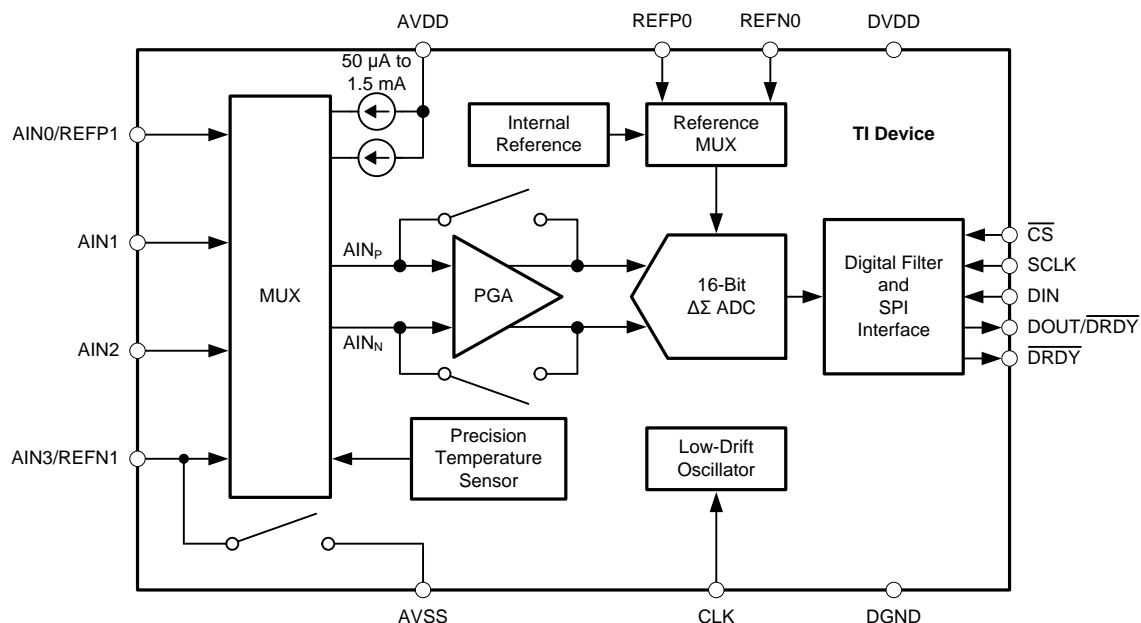 AVDD
REFP0
REFN0
DVDD
50 µA to
1.5 mA
AIN0/REFP1
Internal
Reference
Reference
MUX
TI Device
AIN1
AINP
MUX
PGA
16-Bit
ΔΣ ADC
Digital Filter
and
SPI
Interface
CS
SCLK
DIN
DOUT/DRDY
DRDY
AINN
AIN2
AIN3/REFN1
Precision
Temperature
Sensor
Low-Drift
Oscillator
AVSS
CLK
DGND